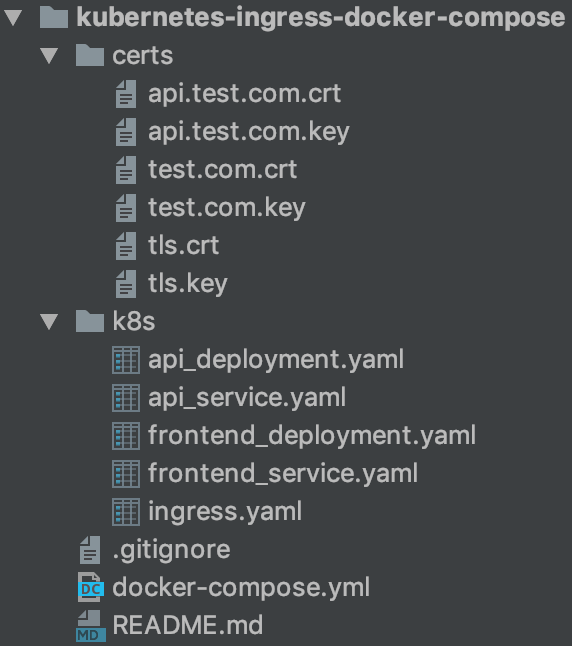 kubernetes-ingress-docker-compose
certs
api.test.com.crt
api.test.com.key
test.com.crt
test.com.key
tls.crt
tls.key
k8s
api_deployment.yaml
api_service.yaml
frontend_deployment.yaml
frontend_service.yaml
ingress.yaml
.gitignore
DC docker-compose.yml
MD README.md